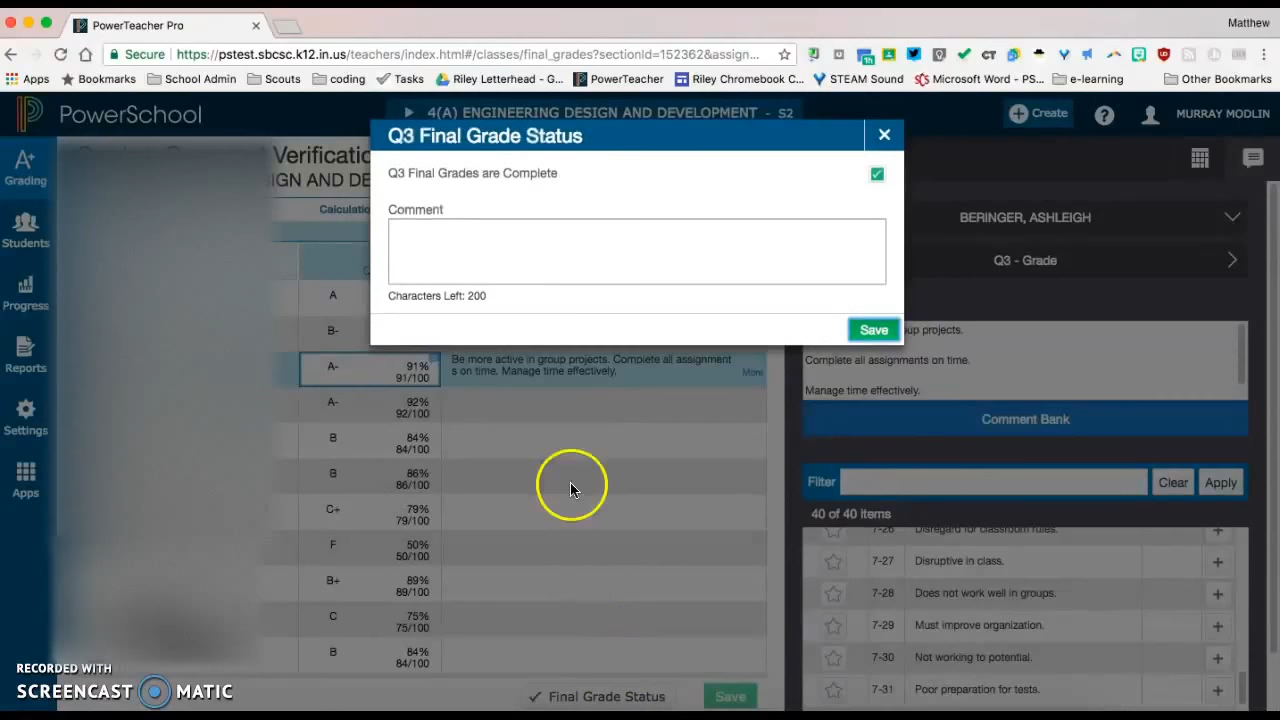 PowerTeacher Pro
Matthew
Secure
https://pstest.sbcsc.k12.in.us/teachers/index.html#/classes/final_grades?sectionId=152362&assign...
Apps
Bookmarks
School Admin
Scouts
coding
Tasks
Riley Letterhead - G...
PowerTeacher
Riley Chromebook C...
STEAM Sound
Microsoft Word - PS...
e-learning
Other Bookmarks
PowerSchool
4(A) ENGINEERING DESIGN AND DEVELOPMENT - S2
Create
MURRAY MODLIN
Q3 Final Grade Status
Q3 Final Grades are Complete
Comment
Characters Left: 200
Save
Grading
Students
Progress
Reports
Settings
Apps
Verificatio
IGN AND DE
Calculatio
A
B-
A- 91%
91/100
Be more active in group projects. Complete all assignment
s on time. Manage time effectively.
More
A- 92%
92/100
B 84%
84/100
B 86%
86/100
C+ 79%
79/100
F 50%
50/100
B+ 89%
89/100
C 75%
75/100
B 84%
84/100
Final Grade Status
Save
BERINGER, ASHLEIGH
Q3 - Grade
up projects.
Complete all assignments on time.
Manage time effectively.
Comment Bank
Filter
Clear
Apply
40 of 40 items
7-26 Disregard for classroom rules.
7-27 Disruptive in class.
7-28 Does not work well in groups.
7-29 Must improve organization.
7-30 Not working to potential.
7-31 Poor preparation for tests.
RECORDED WITH
SCREENCAST MATIC